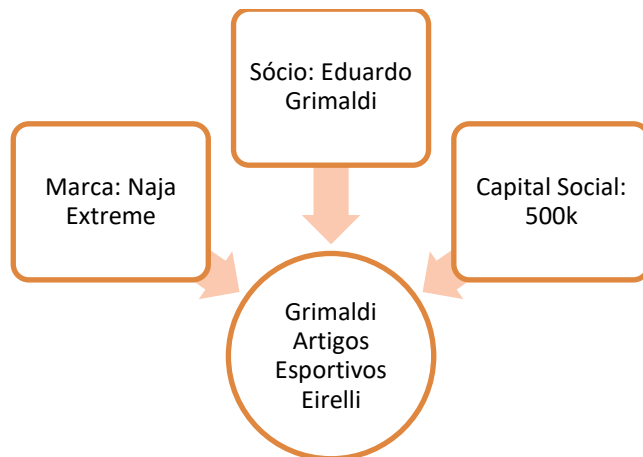 Sócio: Eduardo
Grimaldi
Marca: Naja
Extreme
Capital Social:
500k
Grimaldi
Artigos
Esportivos
Eirelli